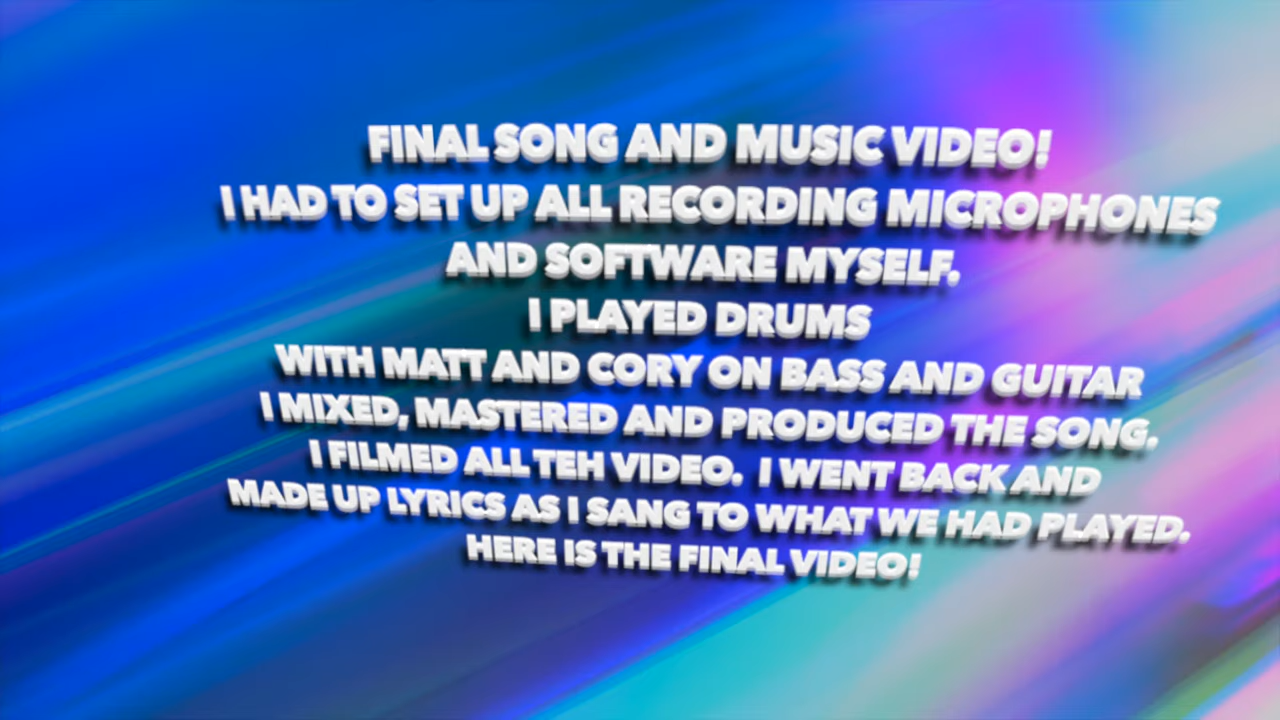 FINAL SONG AND MUSIC VIDEO!
I HAD TO SET UP ALL RECORDING MICROPHONES
AND SOFTWARE MYSELF.
I PLAYED DRUMS
WITH MATT AND CORY ON BASS AND GUITAR
I MIXED, MASTERED AND PRODUCED THE SONG.
I FILMED ALL TEH VIDEO.  I WENT BACK AND
MADE UP LYRICS AS I SANG TO WHAT WE HAD PLAYED.
HERE IS THE FINAL VIDEO!